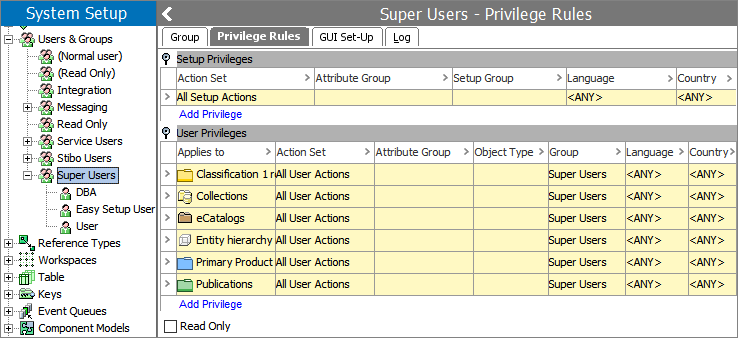 System Setup
Users & Groups
(Normal user)
(Read Only)
Integration
Messaging
Read Only
Service Users
Stibo Users
Super Users
DBA
Easy Setup User
User
Reference Types
Workspaces
Table
Keys
Event Queues
Component Models
Super Users - Privilege Rules
Group Privilege Rules GUI Set-Up Log
Setup Privileges
Action Set > Attribute Group > Setup Group > Language > Country >
> All Setup Actions <ANY> <ANY>
Add Privilege
User Privileges
Applies to > Action Set > Attribute Group > Object Type > Group > Language > Country >
> Classification 1 r All User Actions Super Users <ANY> <ANY>
> Collections All User Actions Super Users <ANY> <ANY>
> eCatalogs All User Actions Super Users <ANY> <ANY>
> Entity hierarchy All User Actions Super Users <ANY> <ANY>
> Primary Product All User Actions Super Users <ANY> <ANY>
> Publications All User Actions Super Users <ANY> <ANY>
Add Privilege
Read Only